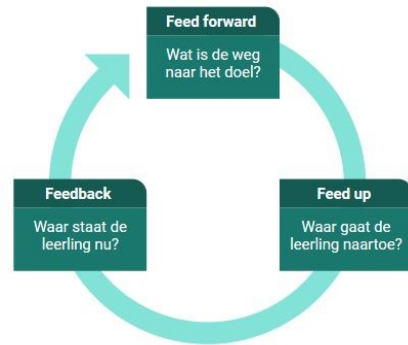 Feed forward
Wat is de weg
naar het doel?
Feedback
Waar staat de
leerling nu?
Feed up
Waar gaat de
leerling naartoe?